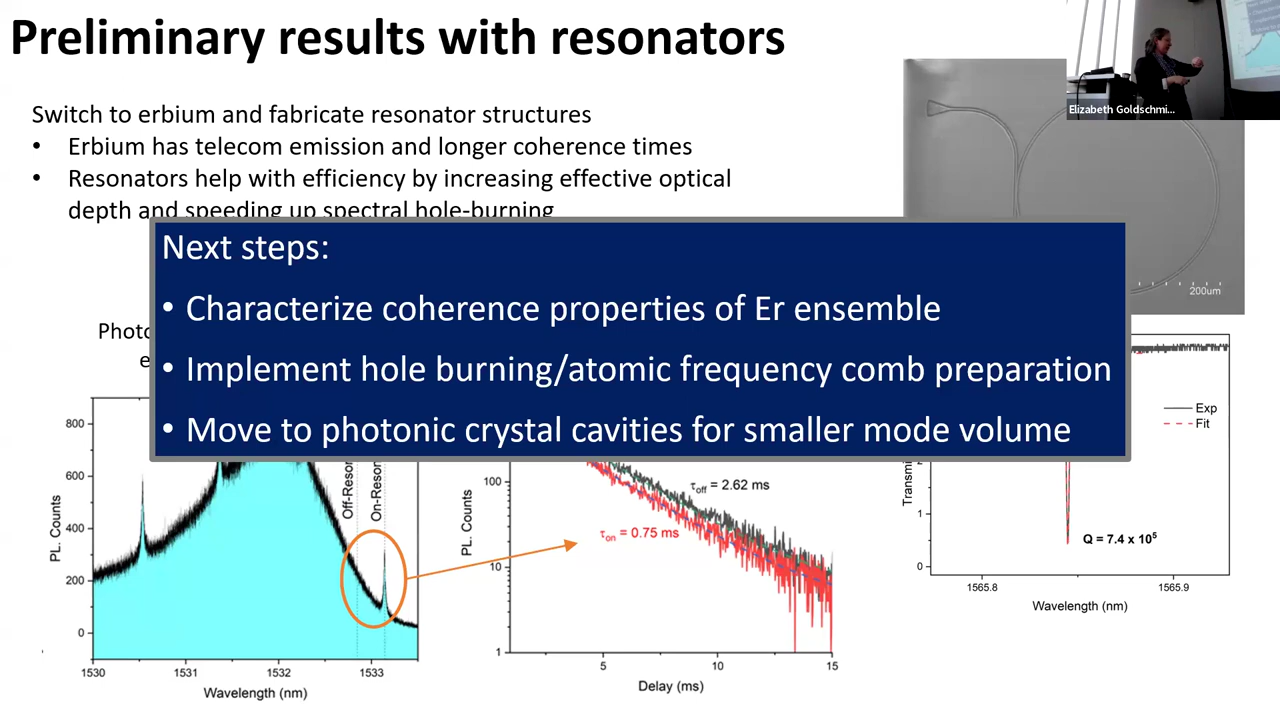 Preliminary results with resonators
Elizabeth Goldschmi...
Switch to erbium and fabricate resonator structures
• Erbium has telecom emission and longer coherence times
• Resonators help with efficiency by increasing effective optical
depth and speeding up spectral hole-burning
200um
Next steps:
• Characterize coherence properties of Er ensemble
• Implement hole burning/atomic frequency comb preparation
• Move to photonic crystal cavities for smaller mode volume
Photo
e
800
600
400
200
0
PL. Counts
Off-Reson
On-Reson
1530
1531
1532
1533
Wavelength (nm)
100
10
1
PL. Counts
τoff = 2.62 ms
τon = 0.75 ms
5
10
15
Delay (ms)
Exp
Fit
2
1
0
Transmi
Q = 7.4 x 10⁵
1565.8
1565.9
Wavelength (nm)